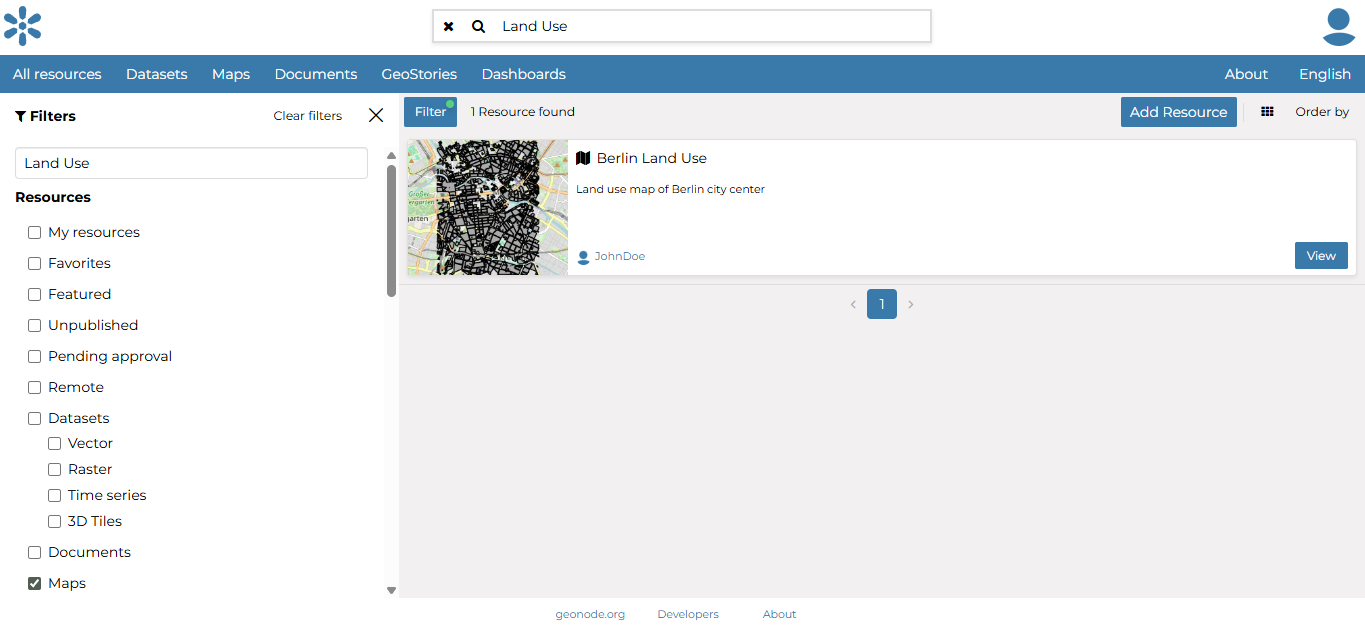 Land Use
All resources Datasets Maps Documents GeoStories Dashboards About English
Filters Clear filters
Filter 1 Resource found Add Resource Order by
Land Use
Resources
My resources
Favorites
Featured
Unpublished
Pending approval
Remote
Datasets
Vector
Raster
Time series
3D Tiles
Documents
Maps
Berlin Land Use
Land use map of Berlin city center
JohnDoe
View
1
geonode.org Developers About